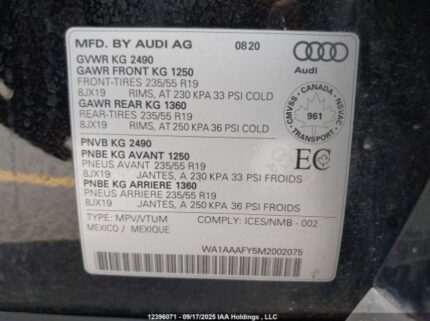 MFD. BY AUDI AG 0820
Audi
GVWR KG 2490
GAWR FRONT KG 1250
FRONT-TIRES 235/55 R19
8JX19 RIMS, AT 230 KPA 33 PSI COLD
GAWR REAR KG 1360
REAR-TIRES 235/55 R19
8JX19 RIMS, AT 250 KPA 36 PSI COLD
CMVSS - CANADA - NSVAC
961
TRANSPORT
PNVB KG 2490
PNBE KG AVANT 1250
PNEUS AVANT 235/55 R19
8JX19 JANTES, A 230 KPA 33 PSI FROIDS
PNBE KG ARRIERE 1360
PNEUS ARRIERE 235/55 R19
8JX19 JANTES, A 250 KPA 36 PSI FROIDS
EC
TYPE: MPV/VTUM COMPLY: ICES/NMB - 002
MEXICO / MEXIQUE
WA1AAAFY5M2002075
12396071 - 09/17/2025 IAA Holdings , LLC